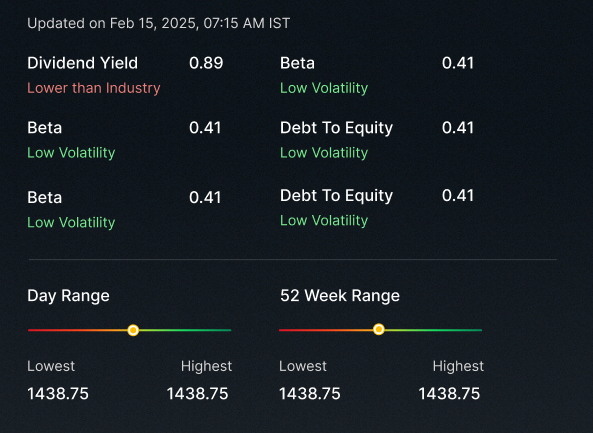 Updated on Feb 15, 2025, 07:15 AM IST
Dividend Yield 0.89 Beta 0.41
Lower than Industry Low Volatility
Beta 0.41 Debt To Equity 0.41
Low Volatility Low Volatility
Beta 0.41 Debt To Equity 0.41
Low Volatility Low Volatility
Day Range 52 Week Range
Lowest Highest Lowest Highest
1438.75 1438.75 1438.75 1438.75